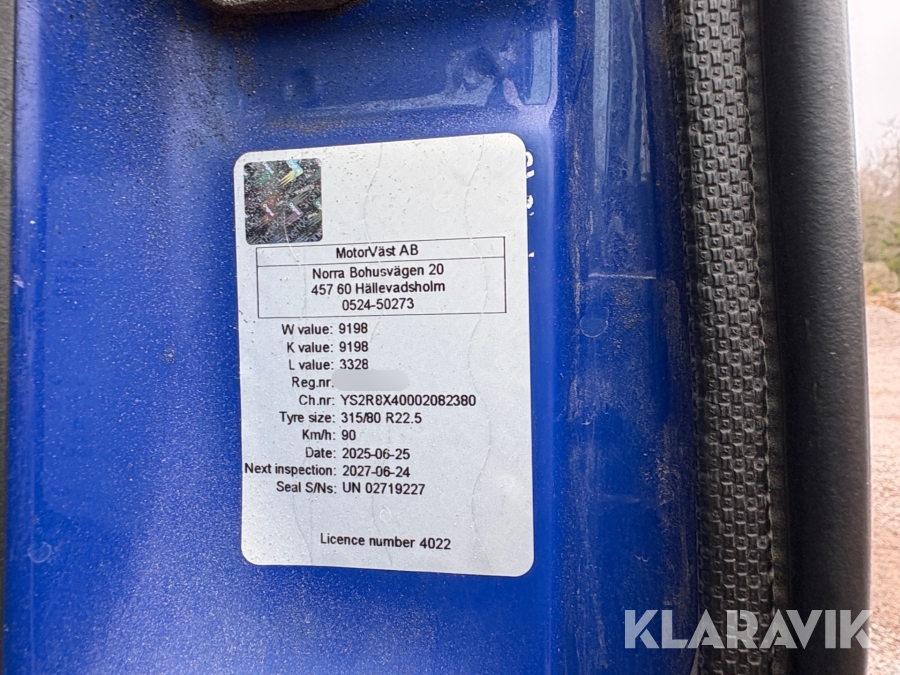 MotorVäst AB
Norra Bohusvägen 20
457 60 Hällevadsholm
0524-50273
W value: 9198
K value: 9198
L value: 3328
Reg.nr.
Ch.nr: YS2R8X40002082380
Tyre size: 315/80 R22.5
Km/h: 90
Date: 2025-06-25
Next inspection: 2027-06-24
Seal S/Ns: UN 02719227
Licence number 4022
KLARAVIK